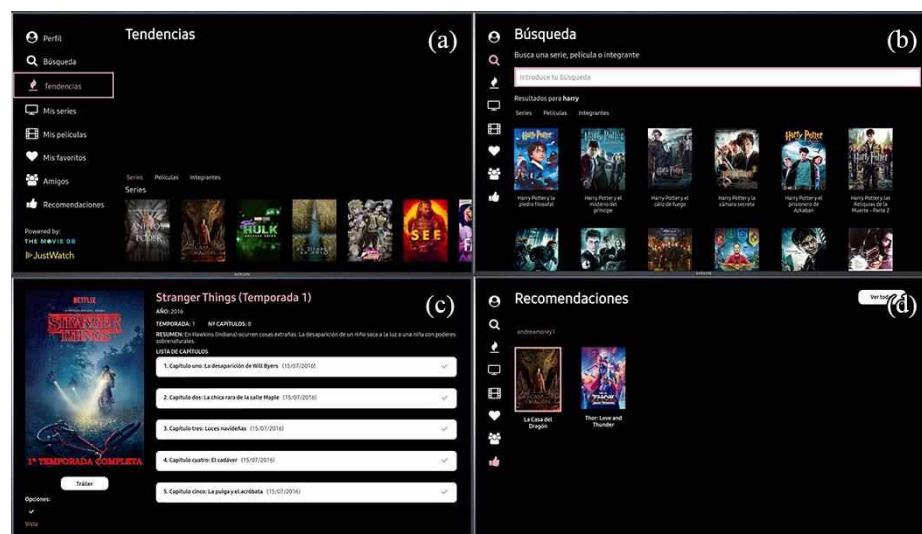 Perfil
Búsqueda
Tendencias
Mis series
Mis películas
Mis favoritos
Amigos
Recomendaciones
Powered by:
THE MOVIE DB
JustWatch
Tendencias
(a)
Series Películas Integrantes
Series
HULK
SEE
Búsqueda
(b)
Busca una serie, película o integrante
Introduce tu búsqueda
Resultados para harry
Series Películas Integrantes
Harry Potter
Harry Potter y la piedra filosofal
Harry Potter y el misterio del príncipe
Harry Potter y el cáliz de fuego
Harry Potter y la cámara secreta
Harry Potter y el prisionero de Azkaban
Harry Potter y las Reliquias de la Muerte - Parte 2
NETFLIX
STRANGER THINGS
1ª TEMPORADA COMPLETA
Tráiler
Opciones:
Vista
Stranger Things (Temporada 1)
(c)
AÑO: 2016
TEMPORADA: 1 Nº CAPÍTULOS: 8
RESUMEN: En Hawkins (Indiana) ocurren cosas extrañas. La desaparición de un niño saca a la luz a una niña con poderes
sobrenaturales.
LISTA DE CAPÍTULOS
1. Capítulo uno: La desaparición de Will Byers (15/07/2016)
2. Capítulo dos: La chica rara de la calle Maple (15/07/2016)
3. Capítulo tres: Luces navideñas (15/07/2016)
4. Capítulo cuatro: El cadáver (15/07/2016)
5. Capítulo cinco: La pulga y el acróbata (15/07/2016)
Recomendaciones
(d)
andreamorey1
THOR
La Casa del
Dragón
Thor: Love and
Thunder